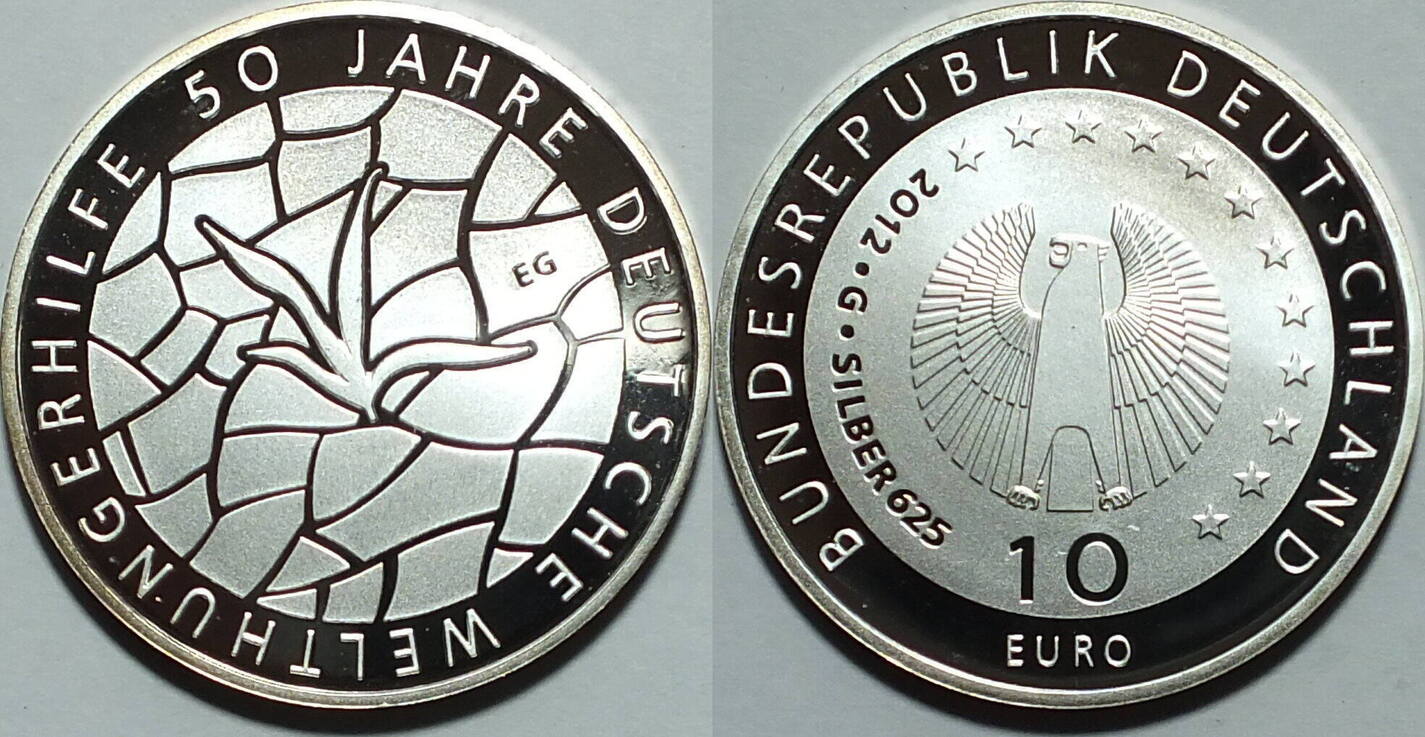 50 JAHRE DEUTSCHE WELTHUNGERHILFE
EG
BUNDESREPUBLIK DEUTSCHLAND
2012 • G • SILBER 625
10
EURO